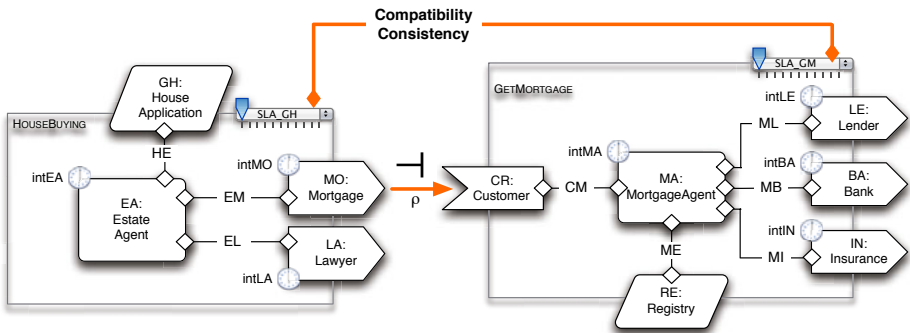 Compatibility
Consistency
GH:
House
Application
SLA_GH
HOUSEBUYING
HE
intEA
intMO
EA:
Estate
Agent
EM
MO:
Mortgage
EL
LA:
Lawyer
intLA
ρ
SLA_GM
GETMORTGAGE
intLE
LE:
Lender
ML
intMA
CR:
Customer
CM
MA:
MortgageAgent
intBA
MB
BA:
Bank
intIN
ME
MI
IN:
Insurance
RE:
Registry